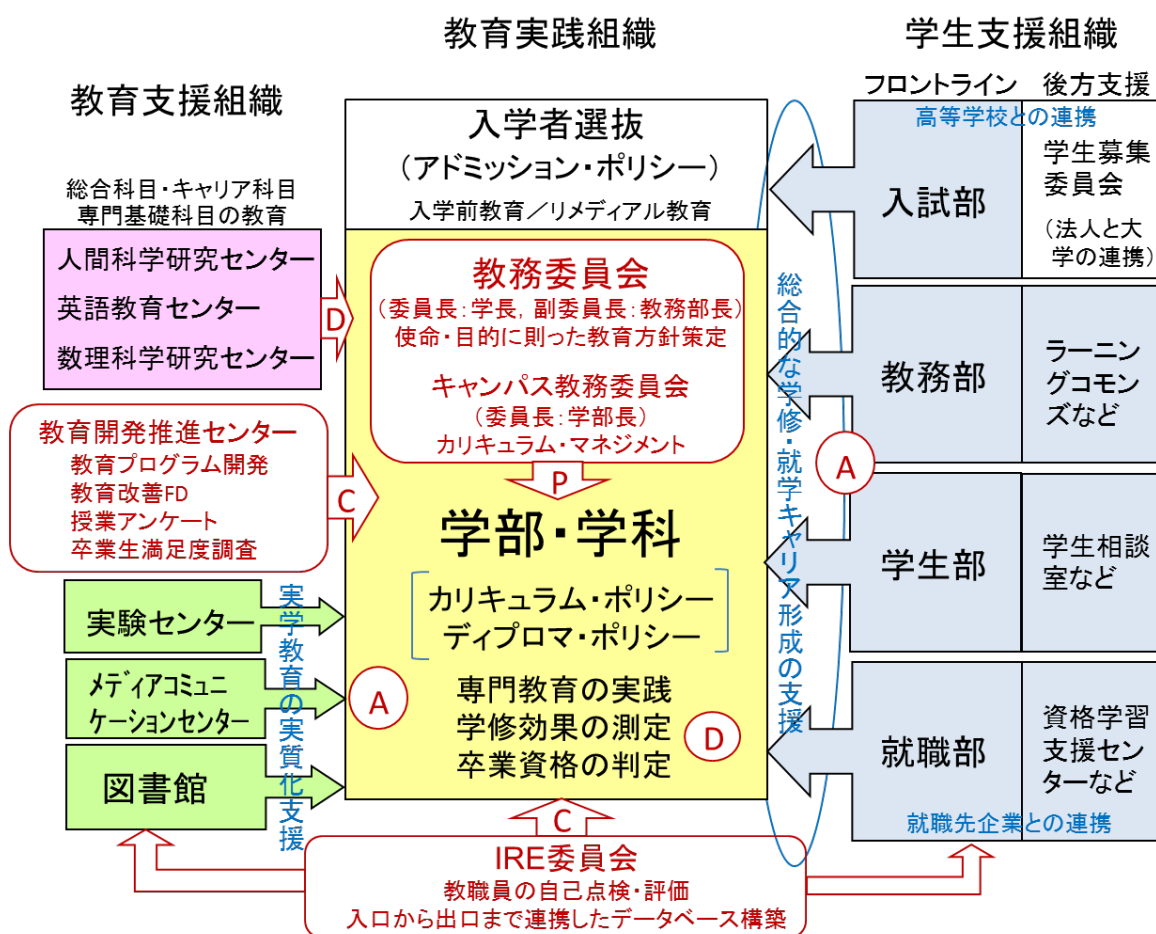 教育実践組織
学生支援組織
教育支援組織
フロントライン
後方支援
総合科目・キャリア科目
専門基礎科目の教育
人間科学研究センター
英語教育センター
数理科学研究センター
D
教育開発推進センター
教育プログラム開発
教育改善FD
授業アンケート
卒業生満足度調査
C
実験センター
メディアコミュニ
ケーションセンター
図書館
実学教育の実質化支援
入学者選抜
(アドミッション・ポリシー)
入学前教育/リメディアル教育
教務委員会
(委員長:学長, 副委員長:教務部長)
使命・目的に則った教育方針策定
キャンパス教務委員会
(委員長:学部長)
カリキュラム・マネジメント
P
学部・学科
カリキュラム・ポリシー
ディプロマ・ポリシー
専門教育の実践
学修効果の測定
卒業資格の判定
A
D
C
IRE委員会
教職員の自己点検・評価
入口から出口まで連携したデータベース構築
総合的な学修・就学キャリア形成の支援
A
高等学校との連携
入試部
学生募集
委員会
(法人と大
学の連携)
教務部
ラーニン
グコモン
ズなど
学生部
学生相談
室など
就職部
資格学習
支援セン
ターなど
就職先企業との連携